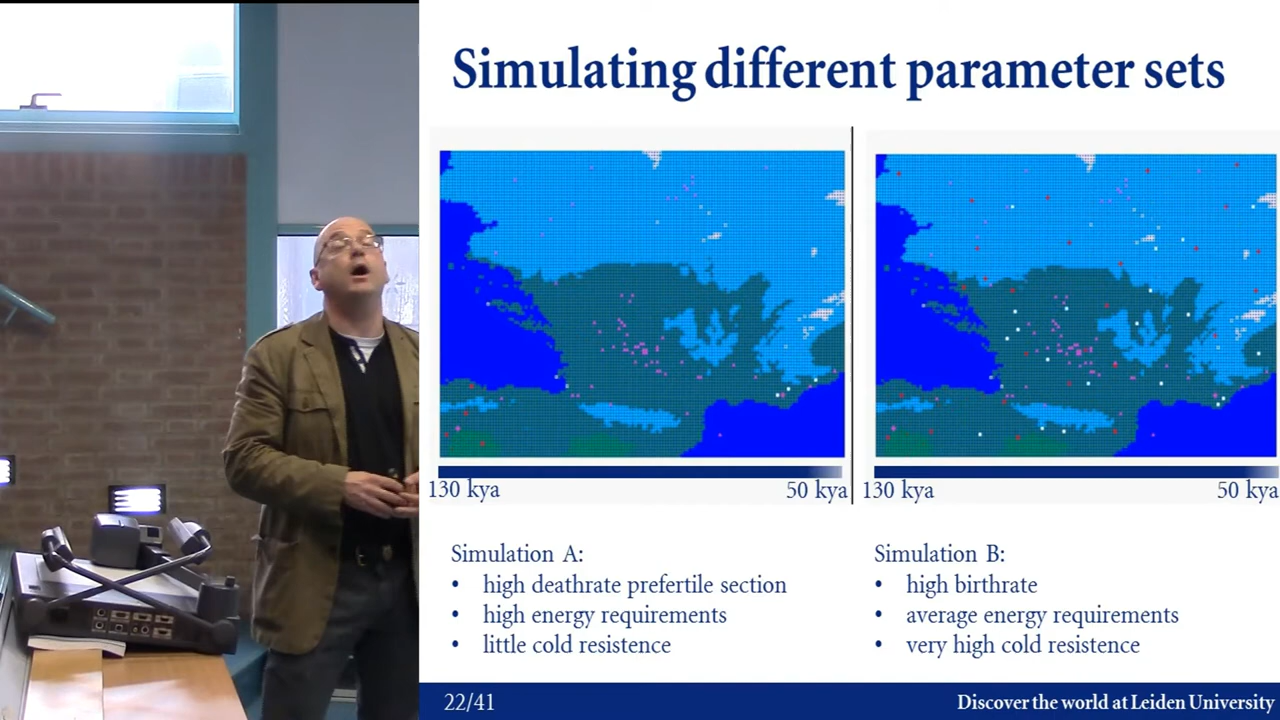 Simulating different parameter sets
130 kya
50 kya
130 kya
50 kya
Simulation A:
• high deathrate prefertile section
• high energy requirements
• little cold resistence
Simulation B:
• high birthrate
• average energy requirements
• very high cold resistence
22/41
Discover the world at Leiden University